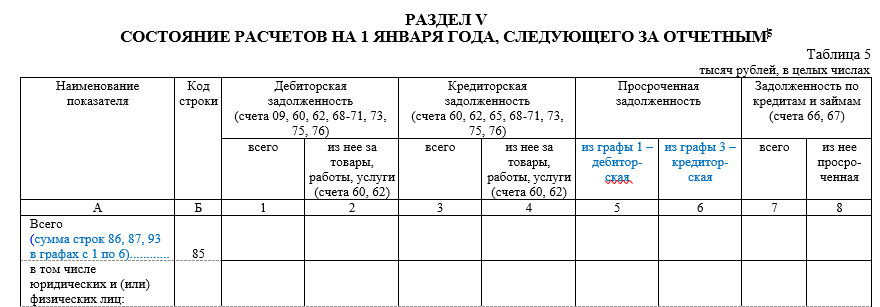 РАЗДЕЛ V
СОСТОЯНИЕ РАСЧЕТОВ НА 1 ЯНВАРЯ ГОДА, СЛЕДУЮЩЕГО ЗА ОТЧЕТНЫМ
Таблица 5
тысяч рублей, в целых числах
Наименование
показателя
Код
строки
Дебиторская
задолженность
(счета 09, 60, 62, 68-71, 73,
75, 76)
Кредиторская
задолженность
(счета 60, 62, 65, 68-71, 73,
75, 76)
Просроченная
задолженность
Задолженность по
кредитам и займам
(счета 66, 67)
всего
из нее за
товары,
работы, услуги
(счета 60, 62)
всего
из нее за
товары,
работы, услуги
(счета 60, 62)
из графы 1 –
дебитор-
ская
из графы 3 –
кредитор-
ская
всего
из нее
просро-
ченная
А
Б
1
2
3
4
5
6
7
8
Всего
(сумма строк 86, 87, 93
в графах с 1 по 6)............. 85
в том числе
юридических и (или)
физических лиц: